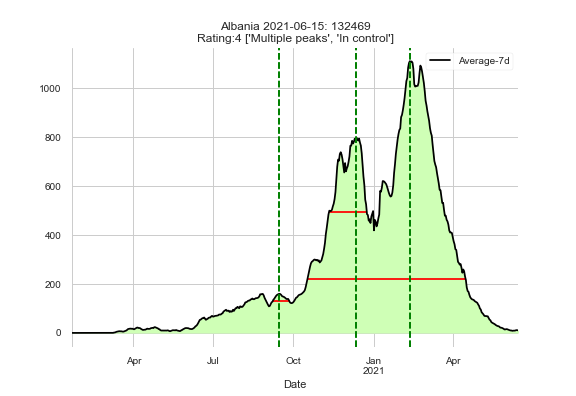 Albania 2021-06-15: 132469
Rating:4 ['Multiple peaks', 'In control']
Average-7d
1000
800
600
400
200
0
Apr
Jul
Oct
Jan
2021
Apr
Date